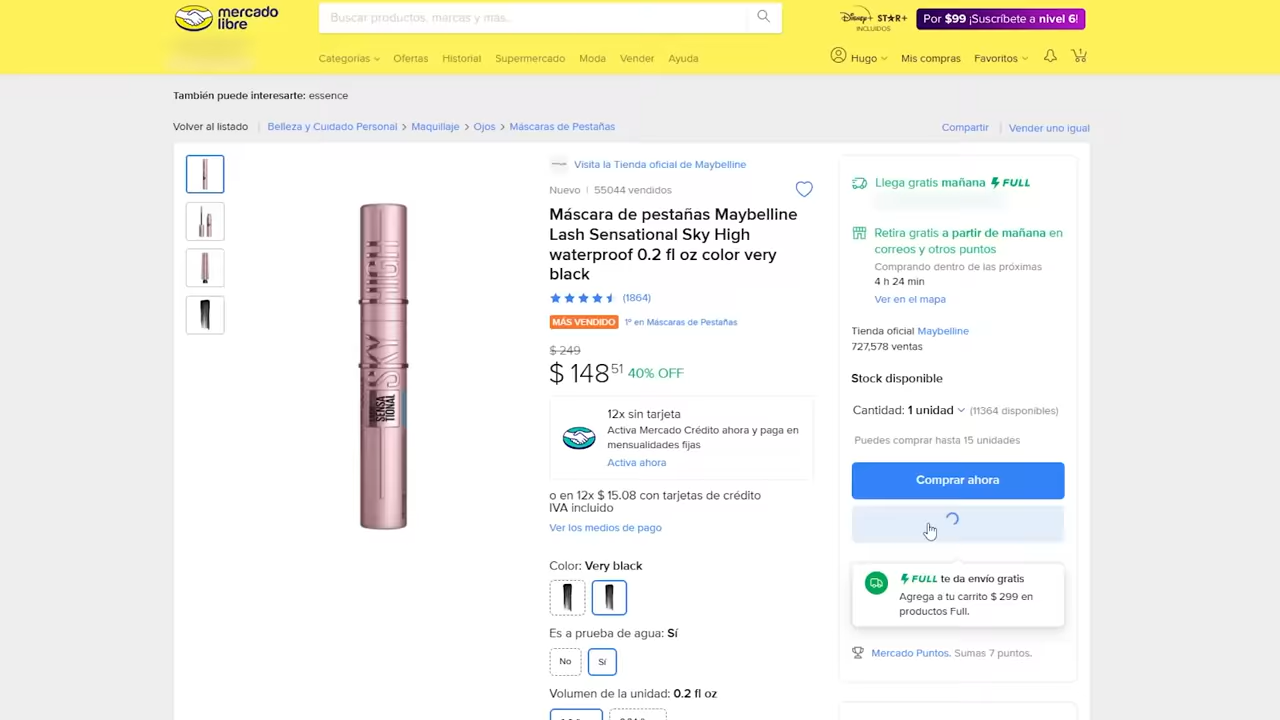 mercado
libre
Buscar productos, marcas y más...
Disney+ STAR+
INCLUIDOS
Por $99 ¡Suscríbete a nivel 6!
Categorías Ofertas Historial Supermercado Moda Vender Ayuda
Hugo Mis compras Favoritos 1
También puede interesarte: essence
Volver al listado | Belleza y Cuidado Personal > Maquillaje > Ojos > Máscaras de Pestañas
Compartir | Vender uno igual
SKY HIGH
SENSA
TIONAL
Visita la Tienda oficial de Maybelline
Nuevo | 55044 vendidos
Máscara de pestañas Maybelline
Lash Sensational Sky High
waterproof 0.2 fl oz color very
black
(1864)
MÁS VENDIDO 1º en Máscaras de Pestañas
$ 249
$ 148 51 40% OFF
12x sin tarjeta
Activa Mercado Crédito ahora y paga en
mensualidades fijas
Activa ahora
o en 12x $ 15.08 con tarjetas de crédito
IVA incluido
Ver los medios de pago
Color: Very black
Es a prueba de agua: Sí
No Sí
Volumen de la unidad: 0.2 fl oz
Llega gratis mañana FULL
Retira gratis a partir de mañana en
correos y otros puntos
Comprando dentro de las próximas
4 h 24 min
Ver en el mapa
Tienda oficial Maybelline
727,578 ventas
Stock disponible
Cantidad: 1 unidad (11364 disponibles)
Puedes comprar hasta 15 unidades
Comprar ahora
FULL te da envío gratis
Agrega a tu carrito $ 299 en
productos Full.
Mercado Puntos. Sumas 7 puntos.